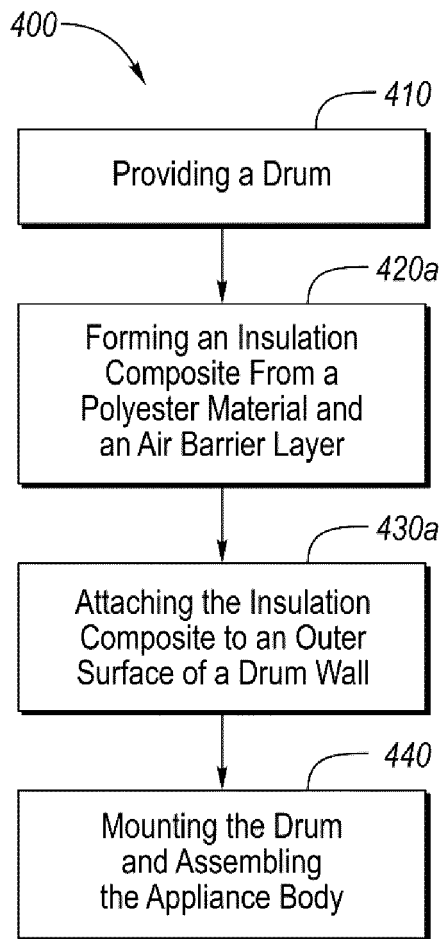 400
410
Providing a Drum
420a
Forming an Insulation
Composite From a
Polyester Material and
an Air Barrier Layer
430a
Attaching the Insulation
Composite to an Outer
Surface of a Drum Wall
440
Mounting the Drum
and Assembling
the Appliance Body